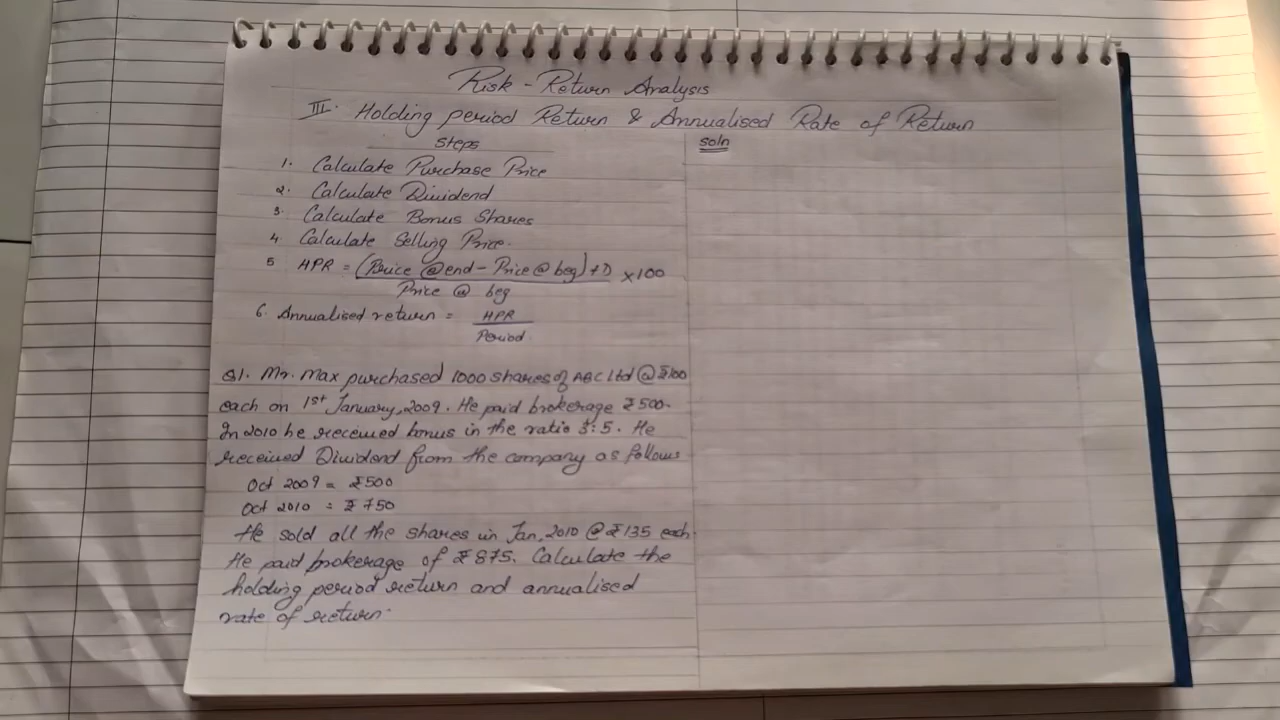 Risk - Return Analysis
III. Holding period Return & Annualised Rate of Return
Steps
1. Calculate Purchase Price
2. Calculate Dividend
3. Calculate Bonus Shares
4. Calculate Selling Price.
5 HPR = (Price @ end - Price @ beg) + D × 100
Price @ beg
6. Annualised return = HPR
Period
Q1. Mr. Max purchased 1000 shares of ABC Ltd @ ₹100
each on 1st January, 2009. He paid brokerage ₹500.
In 2010 he received bonus in the ratio 3:5. He
received Dividend from the company as follows
Oct 2009 = ₹500
Oct 2010 = ₹750
He sold all the shares in Jan, 2010 @ ₹135 each.
He paid brokerage of ₹875. Calculate the
holding period return and annualised
rate of return.
soln